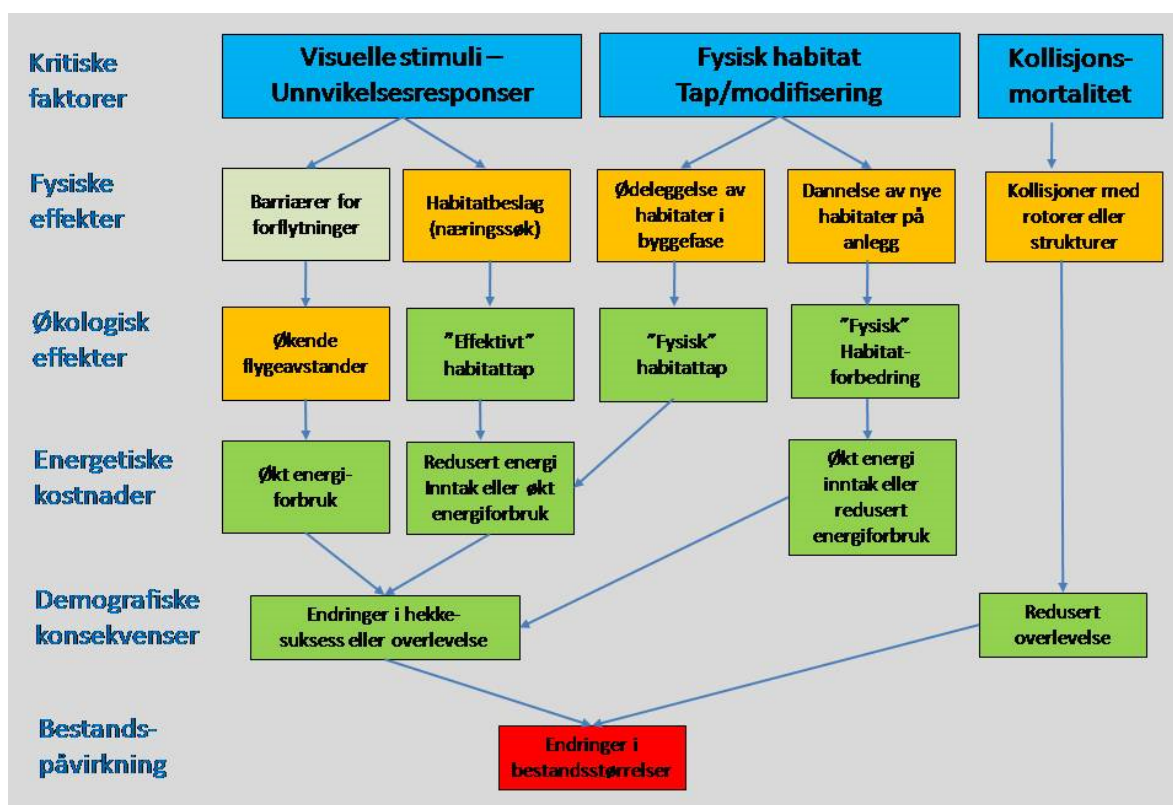 Kritiske
faktorer
Visuelle stimuli –
Unnvikelsesresponser
Fysisk habitat
Tap/modifisering
Kollisjons-
mortalitet
Fysiske
effekter
Barriærer for
forflytninger
Habitatbeslag
(næringssøk)
Ødeleggelse av
habitater i
byggefase
Dannelse av nye
habitater på
anlegg
Kollisjoner med
rotorer eller
strukturer
Økologisk
effekter
Økende
flygeavstander
"Effektivt"
habitattap
"Fysisk"
habitattap
"Fysisk"
Habitat-
forbedring
Energetiske
kostnader
Økt energi-
forbruk
Redusert energi
Inntak eller økt
energiforbruk
Økt energi
inntak eller
redusert
energiforbruk
Demografiske
konsekvenser
Endringer i hekke-
suksess eller overlevelse
Redusert
overlevelse
Bestands-
påvirkning
Endringer i
bestandsstørrelser